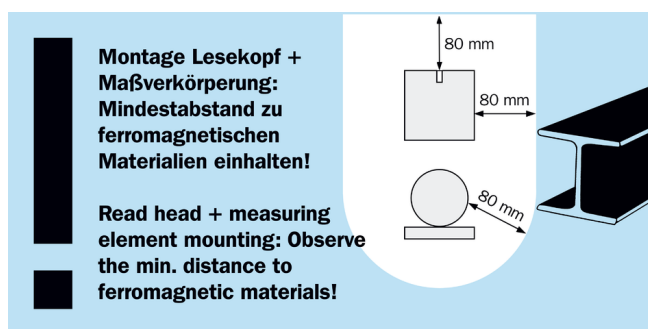 Montage Lesekopf +
Maßverkörperung:
Mindestabstand zu
ferromagnetischen
Materialien einhalten!
Read head + measuring
element mounting: Observe
the min. distance to
ferromagnetic materials!
80 mm
80 mm
80 mm